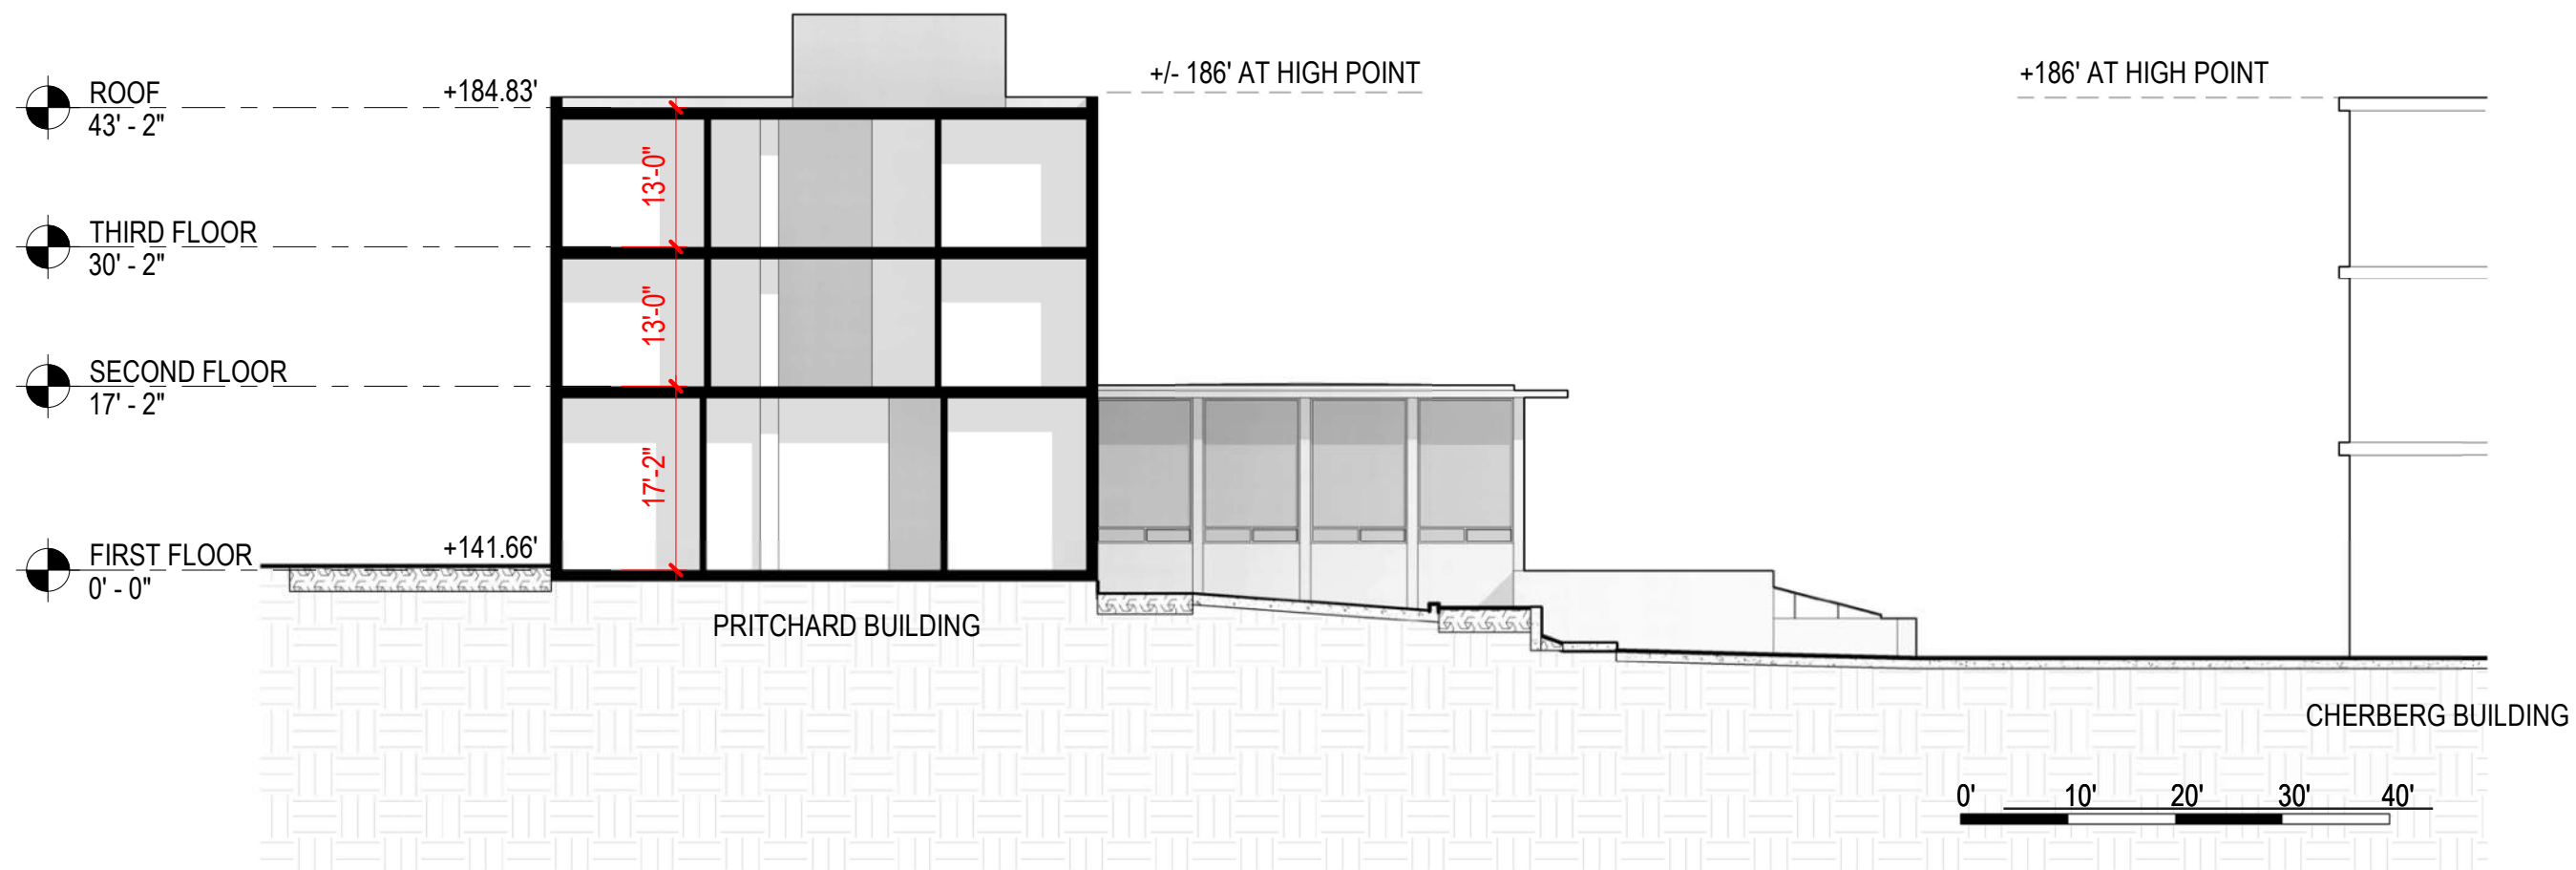 +/- 186' AT HIGH POINT
+186' AT HIGH POINT
ROOF
43' - 2"
+184.83'
13'-0"
THIRD FLOOR
30' - 2"
13'-0"
SECOND FLOOR
17' - 2"
17'-2"
FIRST FLOOR
0' - 0"
+141.66'
PRITCHARD BUILDING
CHERBERG BUILDING
0' 10' 20' 30' 40'